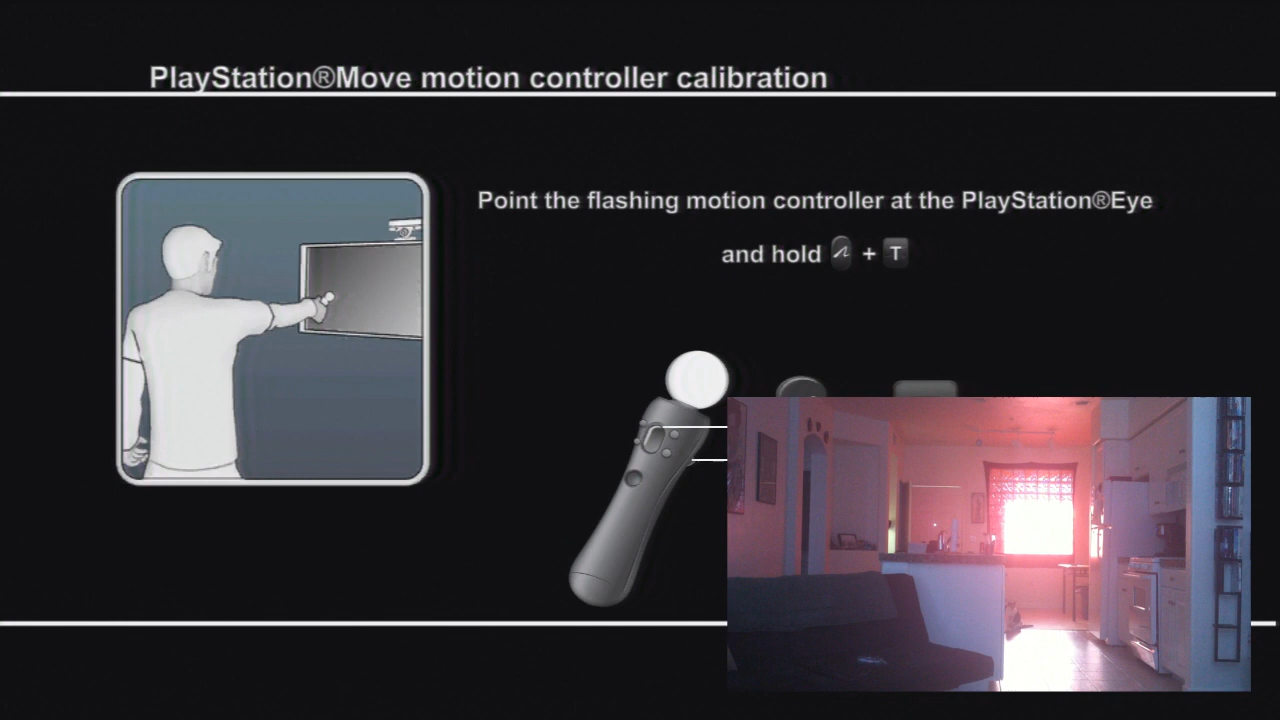 PlayStation®Move motion controller calibration
Point the flashing motion controller at the PlayStation®Eye
and hold + T